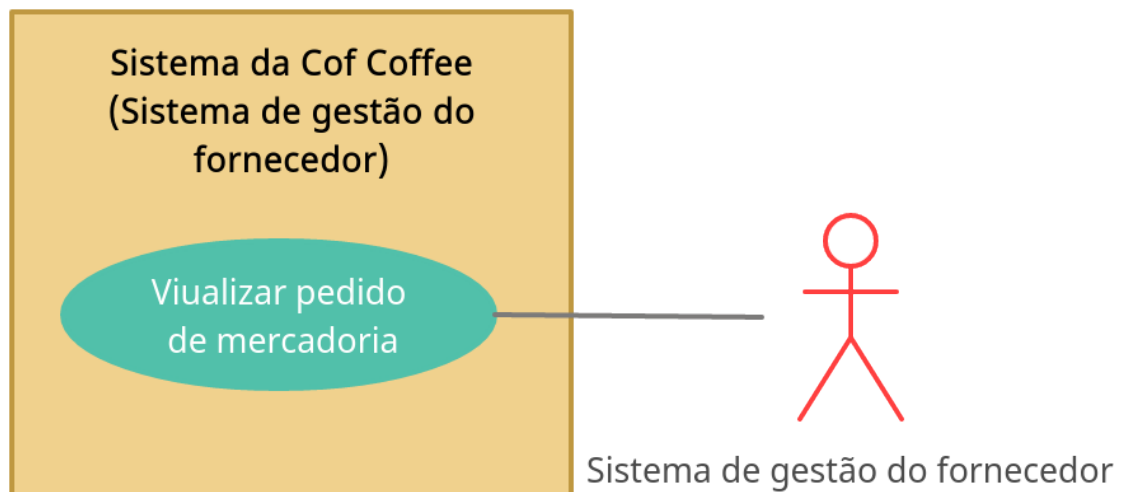 Sistema da Cof Coffee
(Sistema de gestão do
fornecedor)
Viualizar pedido
de mercadoria
Sistema de gestão do fornecedor